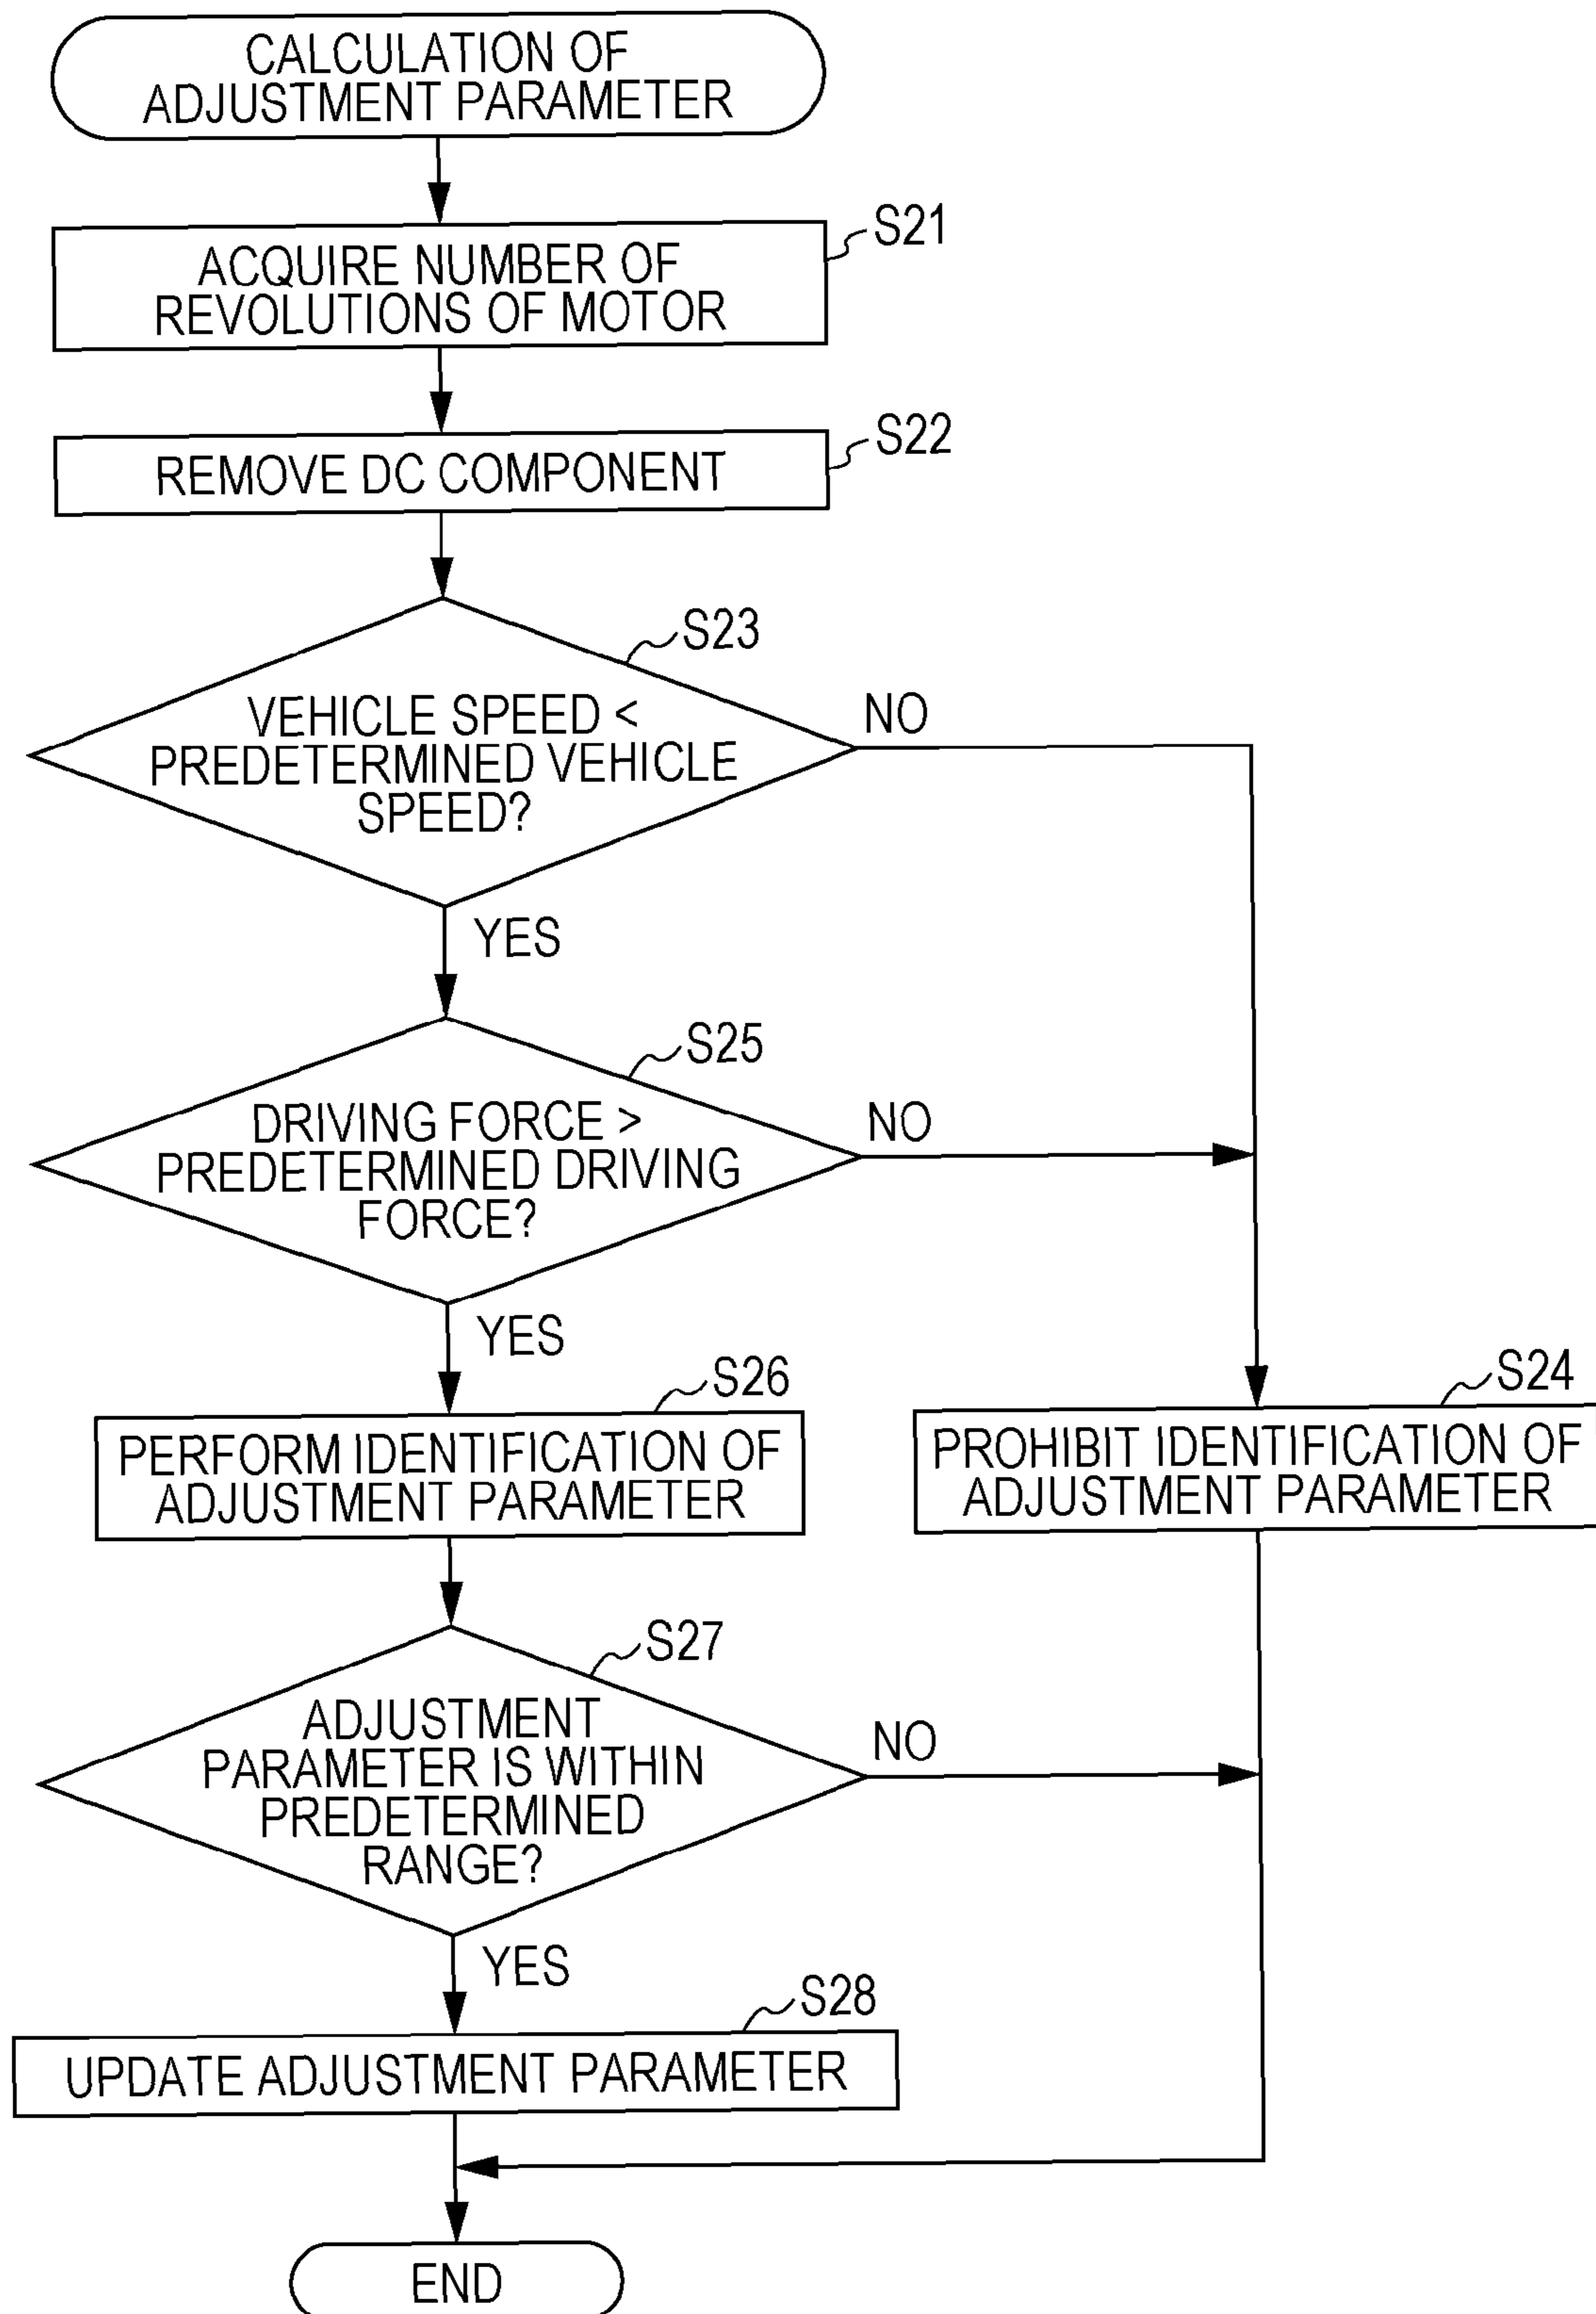 CALCULATION OF
ADJUSTMENT PARAMETER
S21
ACQUIRE NUMBER OF
REVOLUTIONS OF MOTOR
S22
REMOVE DC COMPONENT
S23
VEHICLE SPEED <
PREDETERMINED VEHICLE
SPEED?
NO
YES
S25
DRIVING FORCE >
PREDETERMINED DRIVING
FORCE?
NO
YES
S26
PERFORM IDENTIFICATION OF
ADJUSTMENT PARAMETER
S24
PROHIBIT IDENTIFICATION OF
ADJUSTMENT PARAMETER
S27
ADJUSTMENT
PARAMETER IS WITHIN
PREDETERMINED
RANGE?
NO
YES
S28
UPDATE ADJUSTMENT PARAMETER
END